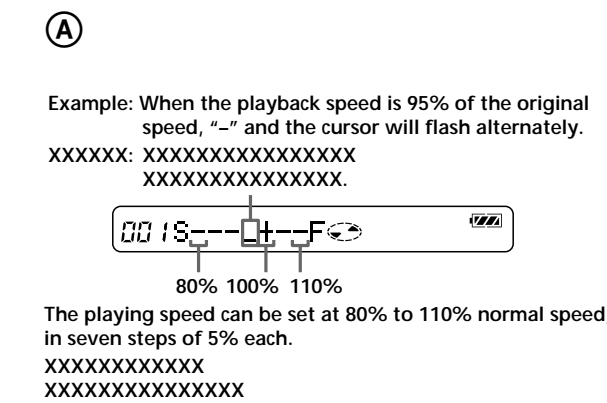 A
Example: When the playback speed is 95% of the original
speed, “–” and the cursor will flash alternately.
XXXXXX: XXXXXXXXXXXXXXXX
XXXXXXXXXXXXXXX.
001S---_+--F
80% 100% 110%
The playing speed can be set at 80% to 110% normal speed
in seven steps of 5% each.
XXXXXXXXXXXX
XXXXXXXXXXXXXXX